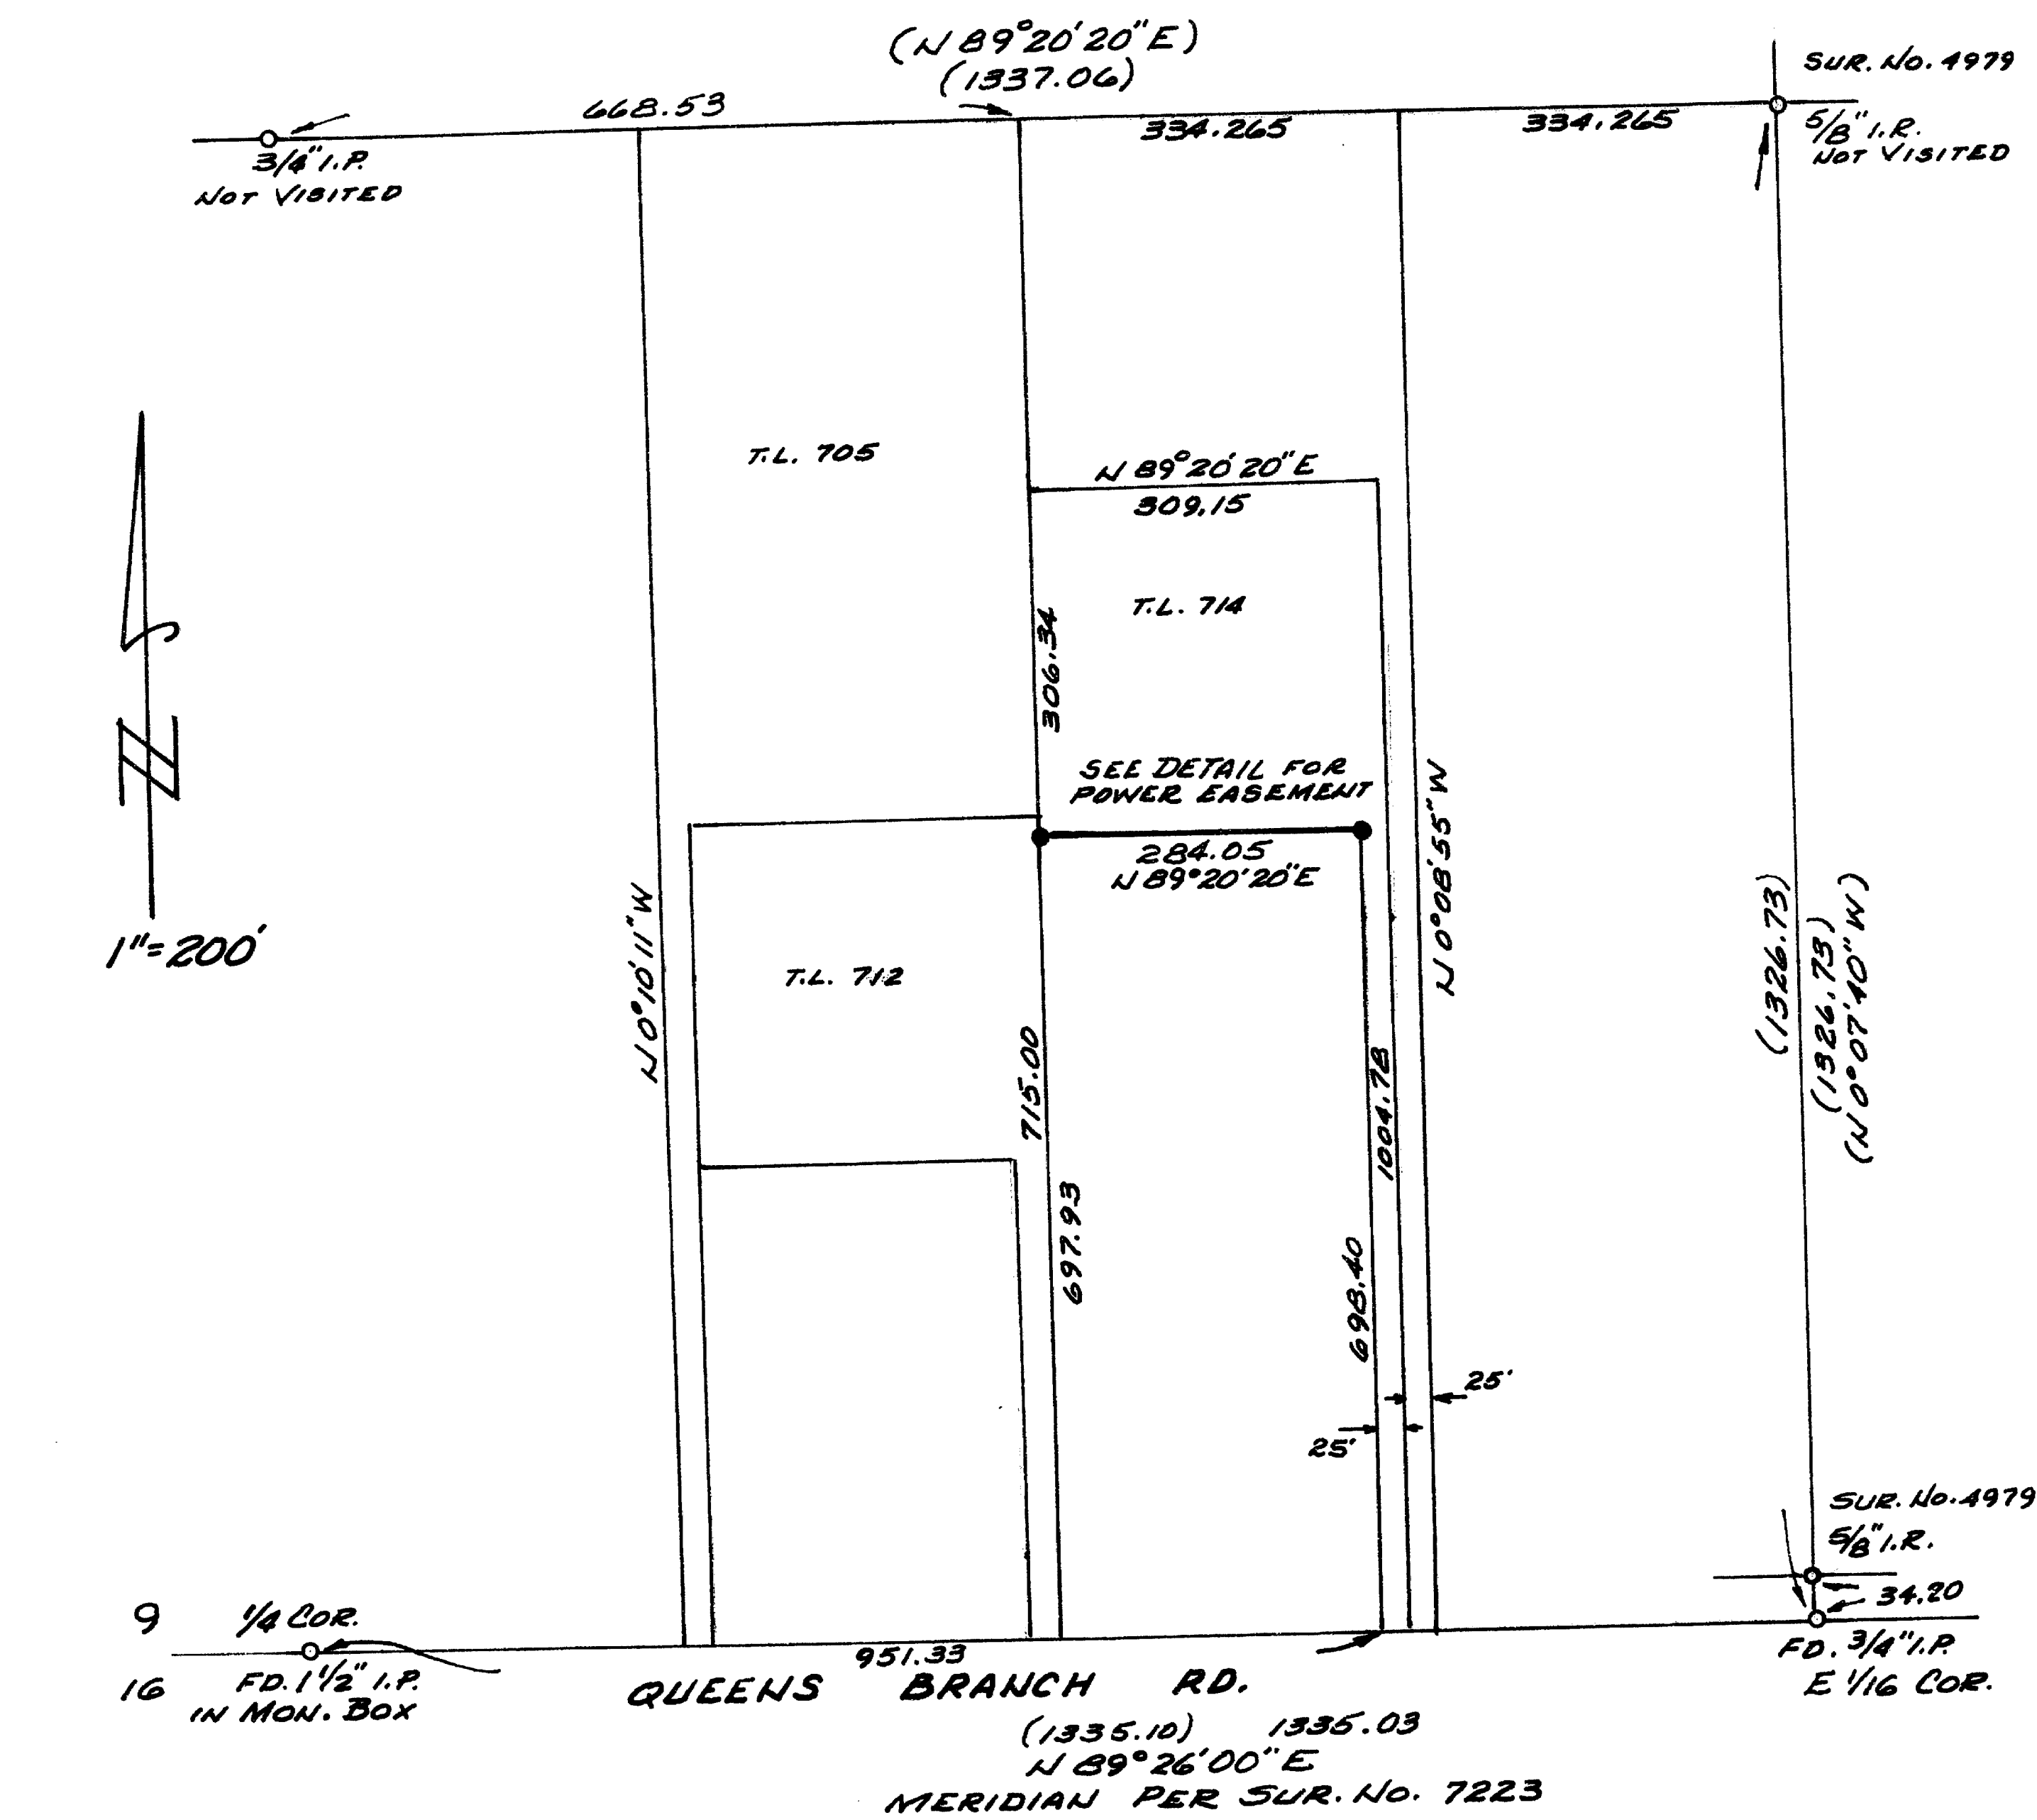 (N 89°20'20"E)
(1337.06)
SUR. No. 4979
668.53
334.265
334.265
5/8" I.R.
NOT VISITED
3/4" I.P.
NOT VISITED
T.L. 705
N 89°20'20"E
309.15
T.L. 714
306.34
SEE DETAIL FOR
POWER EASEMENT
284.05
N 89°20'20"E
N 0°08'55"W
N 0°10'11"W
1"=200'
N
T.L. 712
(1326.73)
(1326.73)
(N 0°07'40"W)
715.00
1004.78
697.93
698.40
25'
25'
SUR. No. 4979
5/8" I.R.
34.20
9
1/4 COR.
16
FD. 1 1/2" I.P.
IN MON. BOX
951.33
QUEENS BRANCH RD.
FD. 3/4" I.P.
E 1/16 COR.
(1335.10) 1335.03
N 89°26'00"E
MERIDIAN PER SUR. No. 7223